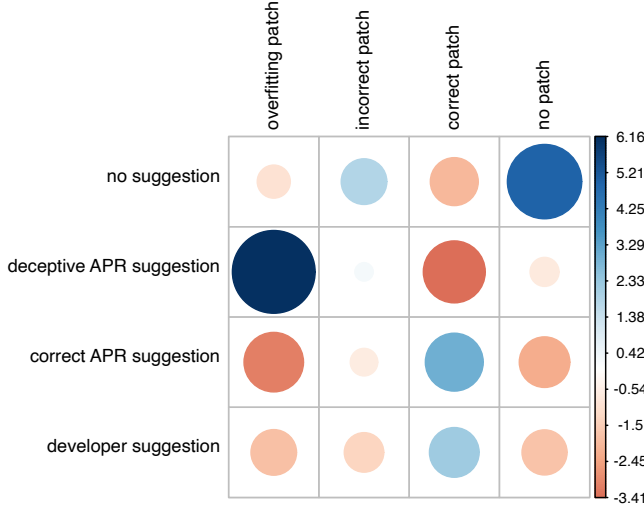 overfitting patch
incorrect patch
correct patch
no patch
no suggestion
deceptive APR suggestion
correct APR suggestion
developer suggestion
6.16
5.21
4.25
3.29
2.33
1.38
0.42
-0.54
-1.5
-2.45
-3.41